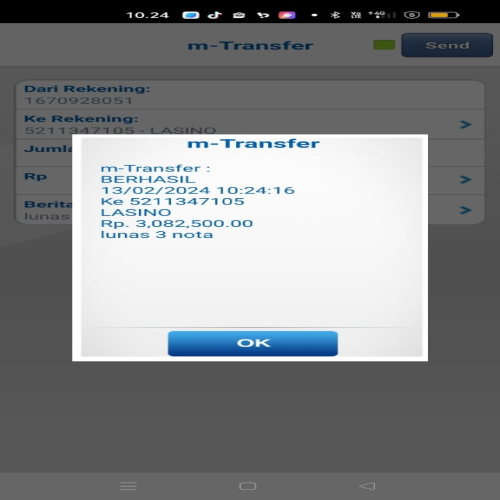 10.24
m-Transfer
Send
Dari Rekening:
1670928051
Ke Rekening:
5211347105 - LASINO
Jumla
Rp
Berita
lunas
m-Transfer
m-Transfer :
BERHASIL
13/02/2024 10:24:16
Ke 5211347105
LASINO
Rp. 3,082,500.00
lunas 3 nota
OK